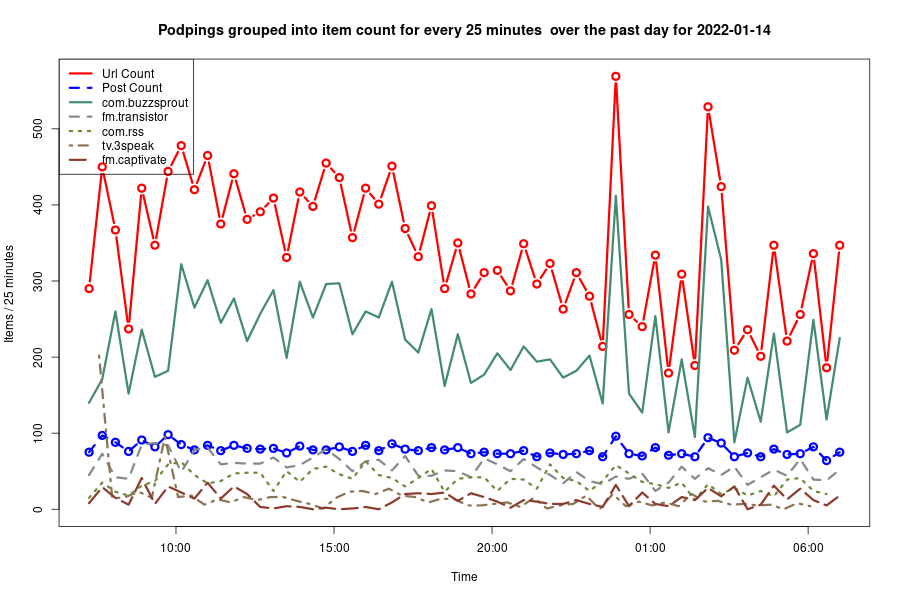 Podpings grouped into item count for every 25 minutes  over the past day for 2022-01-14
Url Count
Post Count
com.buzzsprout
fm.transistor
com.rss
tv.3speak
fm.captivate
Items / 25 minutes
500
400
300
200
100
0
10:00
15:00
20:00
01:00
06:00
Time